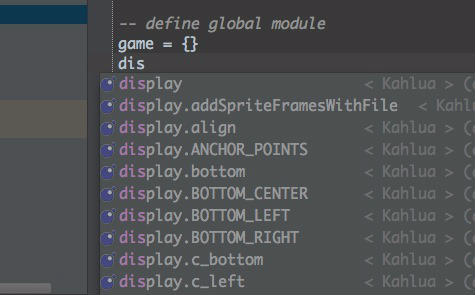 -- define global module
game = {}
dis
display < Kahlua > (
display.addSpriteFramesWithFile < Kahlu
display.align < Kahlua > (
display.ANCHOR_POINTS < Kahlua > (
display.bottom < Kahlua > (
display.BOTTOM_CENTER < Kahlua > (
display.BOTTOM_LEFT < Kahlua > (
display.BOTTOM_RIGHT < Kahlua > (
display.c_bottom < Kahlua > (
display.c_left < Kahlua > (